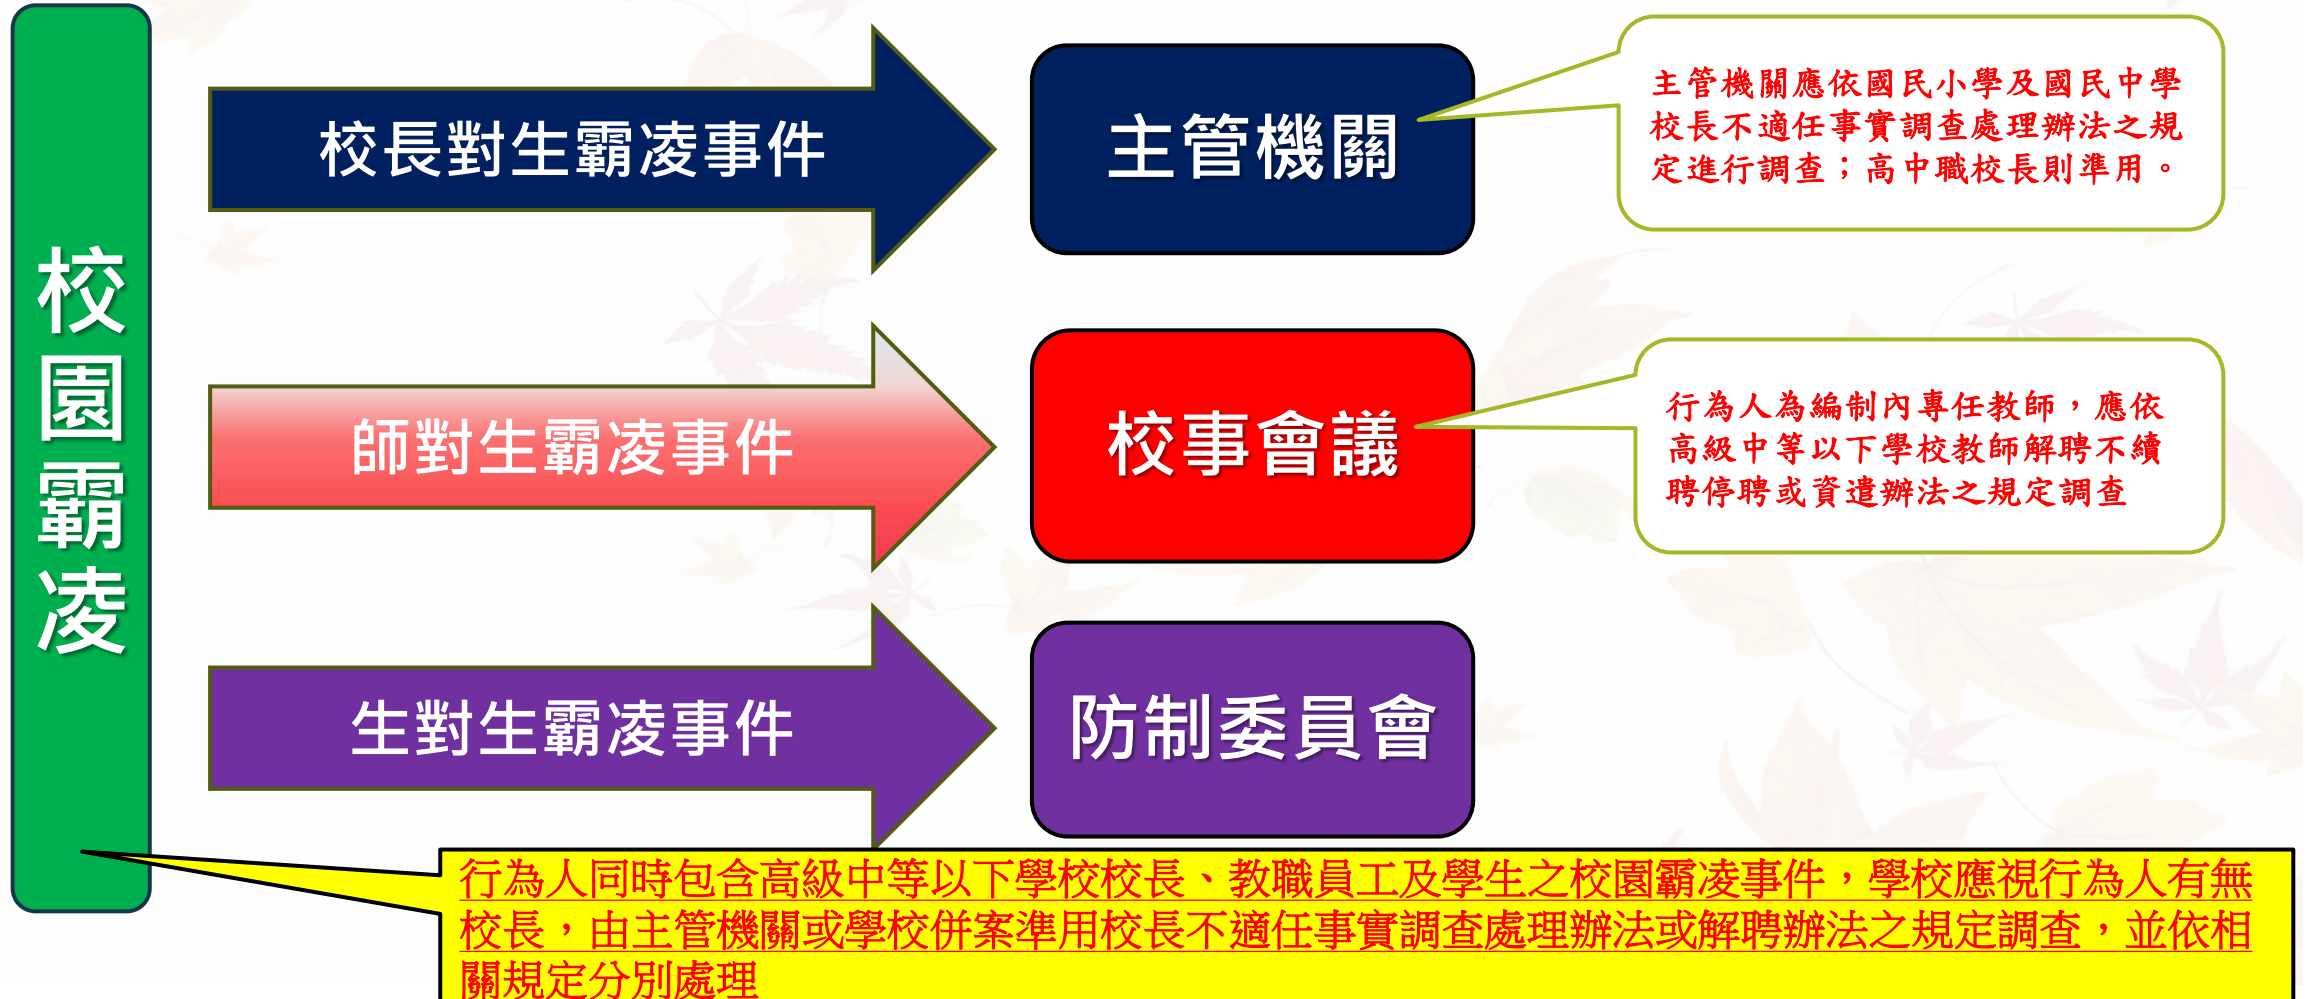 校園霸凌
校長對生霸凌事件
主管機關
主管機關應依國民小學及國民中學
校長不適任事實調查處理辦法之規
定進行調查；高中職校長則準用。
師對生霸凌事件
校事會議
行為人為編制內專任教師，應依
高級中等以下學校教師解聘不續
聘停聘或資遣辦法之規定調查
生對生霸凌事件
防制委員會
行為人同時包含高級中等以下學校校長、教職員工及學生之校園霸凌事件，學校應視行為人有無
校長，由主管機關或學校併案準用校長不適任事實調查處理辦法或解聘辦法之規定調查，並依相
關規定分別處理